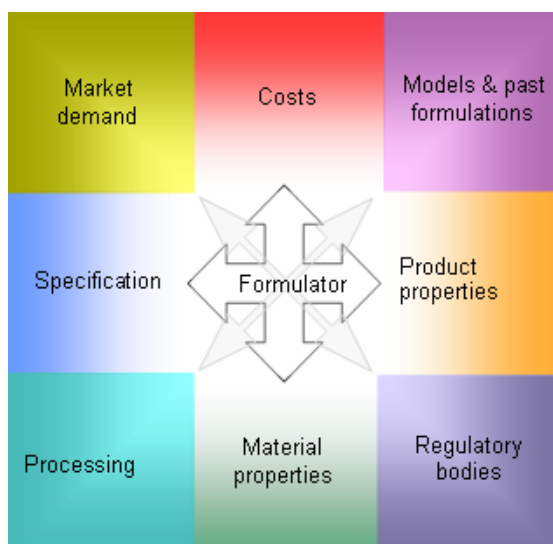 Market
demand
Costs
Models & past
formulations
Specification
Formulator
Product
properties
Processing
Material
properties
Regulatory
bodies